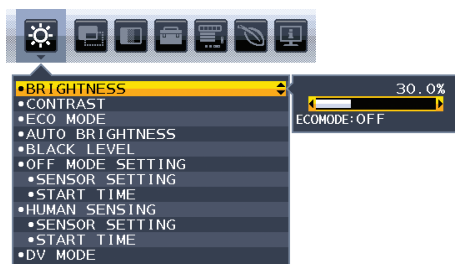 •BRIGHTNESS
30.0%
•CONTRAST
•ECO MODE
ECOMODE:OFF
•AUTO BRIGHTNESS
•BLACK LEVEL
•OFF MODE SETTING
•SENSOR SETTING
•START TIME
•HUMAN SENSING
•SENSOR SETTING
•START TIME
•DV MODE